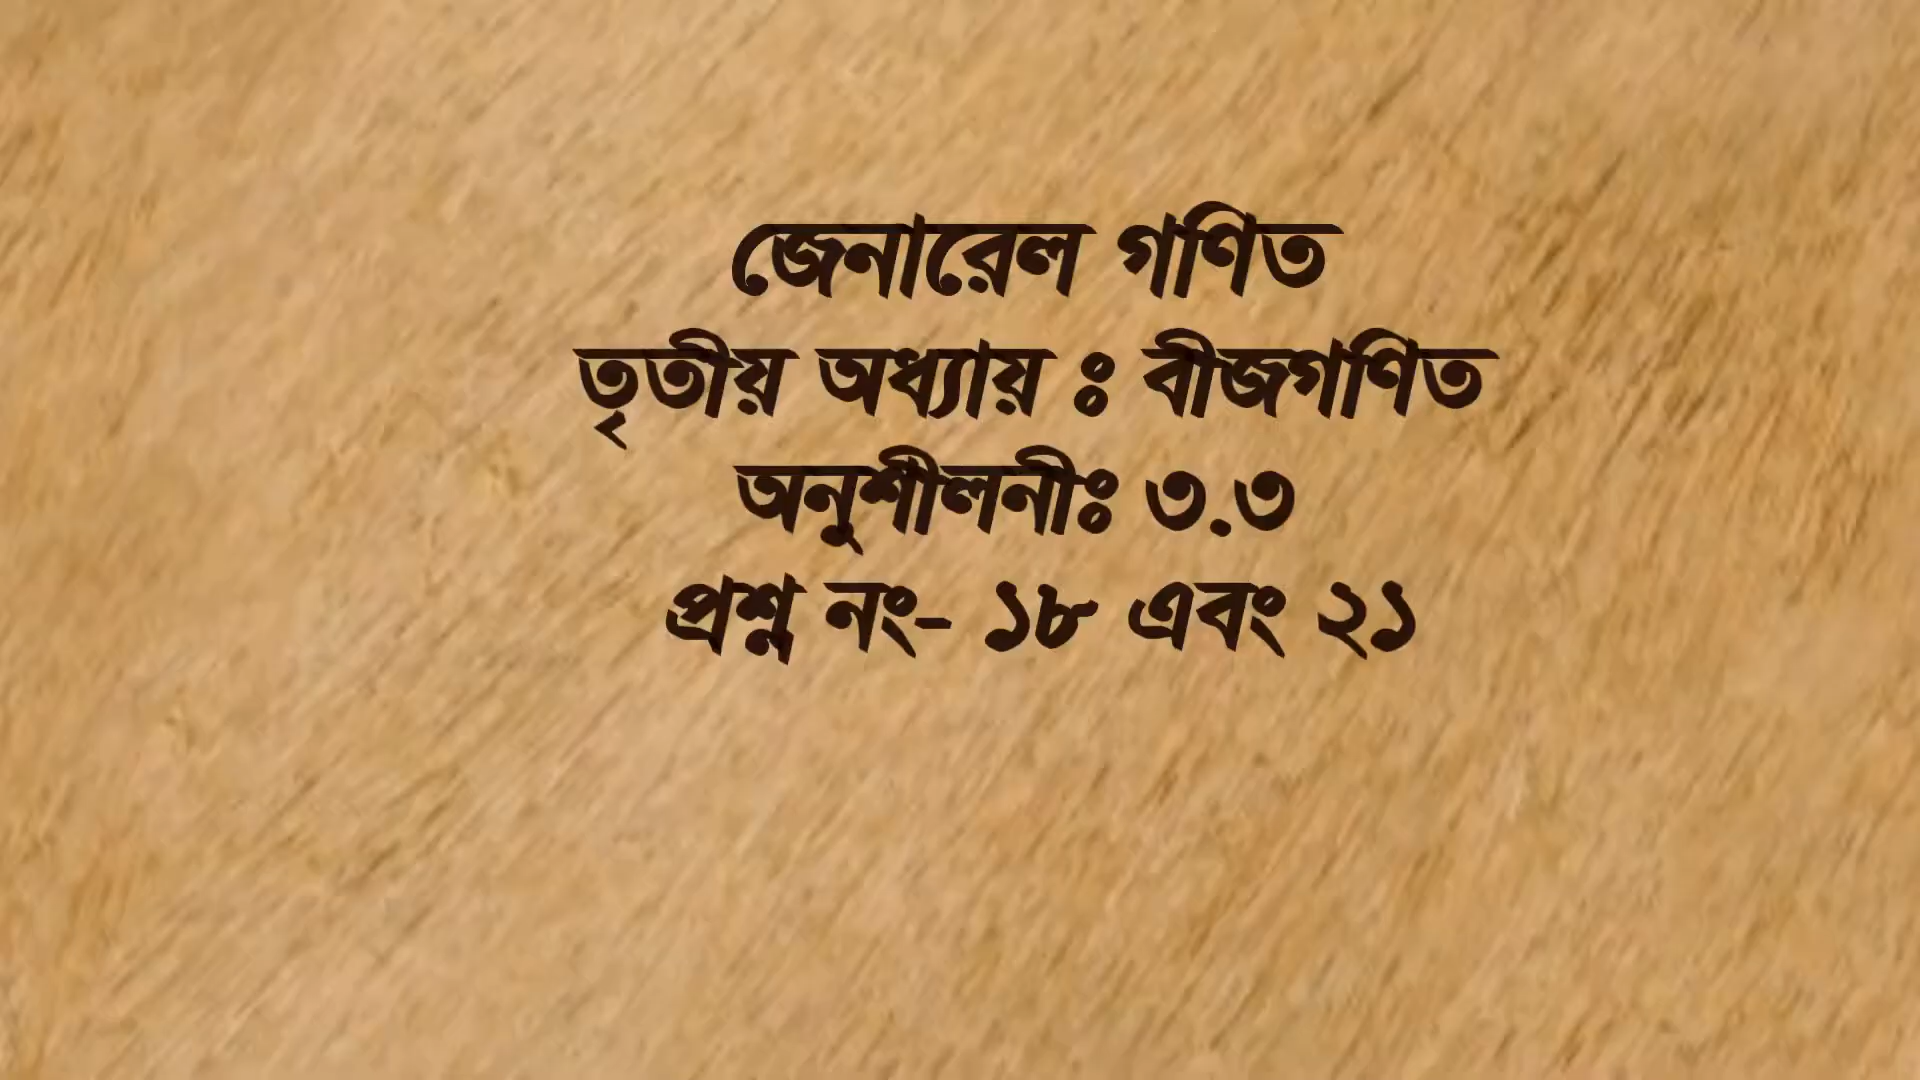 জেনারেল গণিত
তৃতীয় অধ্যায় ঃ বীজগণিত
অনুশীলনীঃ ৩.৩
প্রশ্ন নং- ১৮ এবং ২১